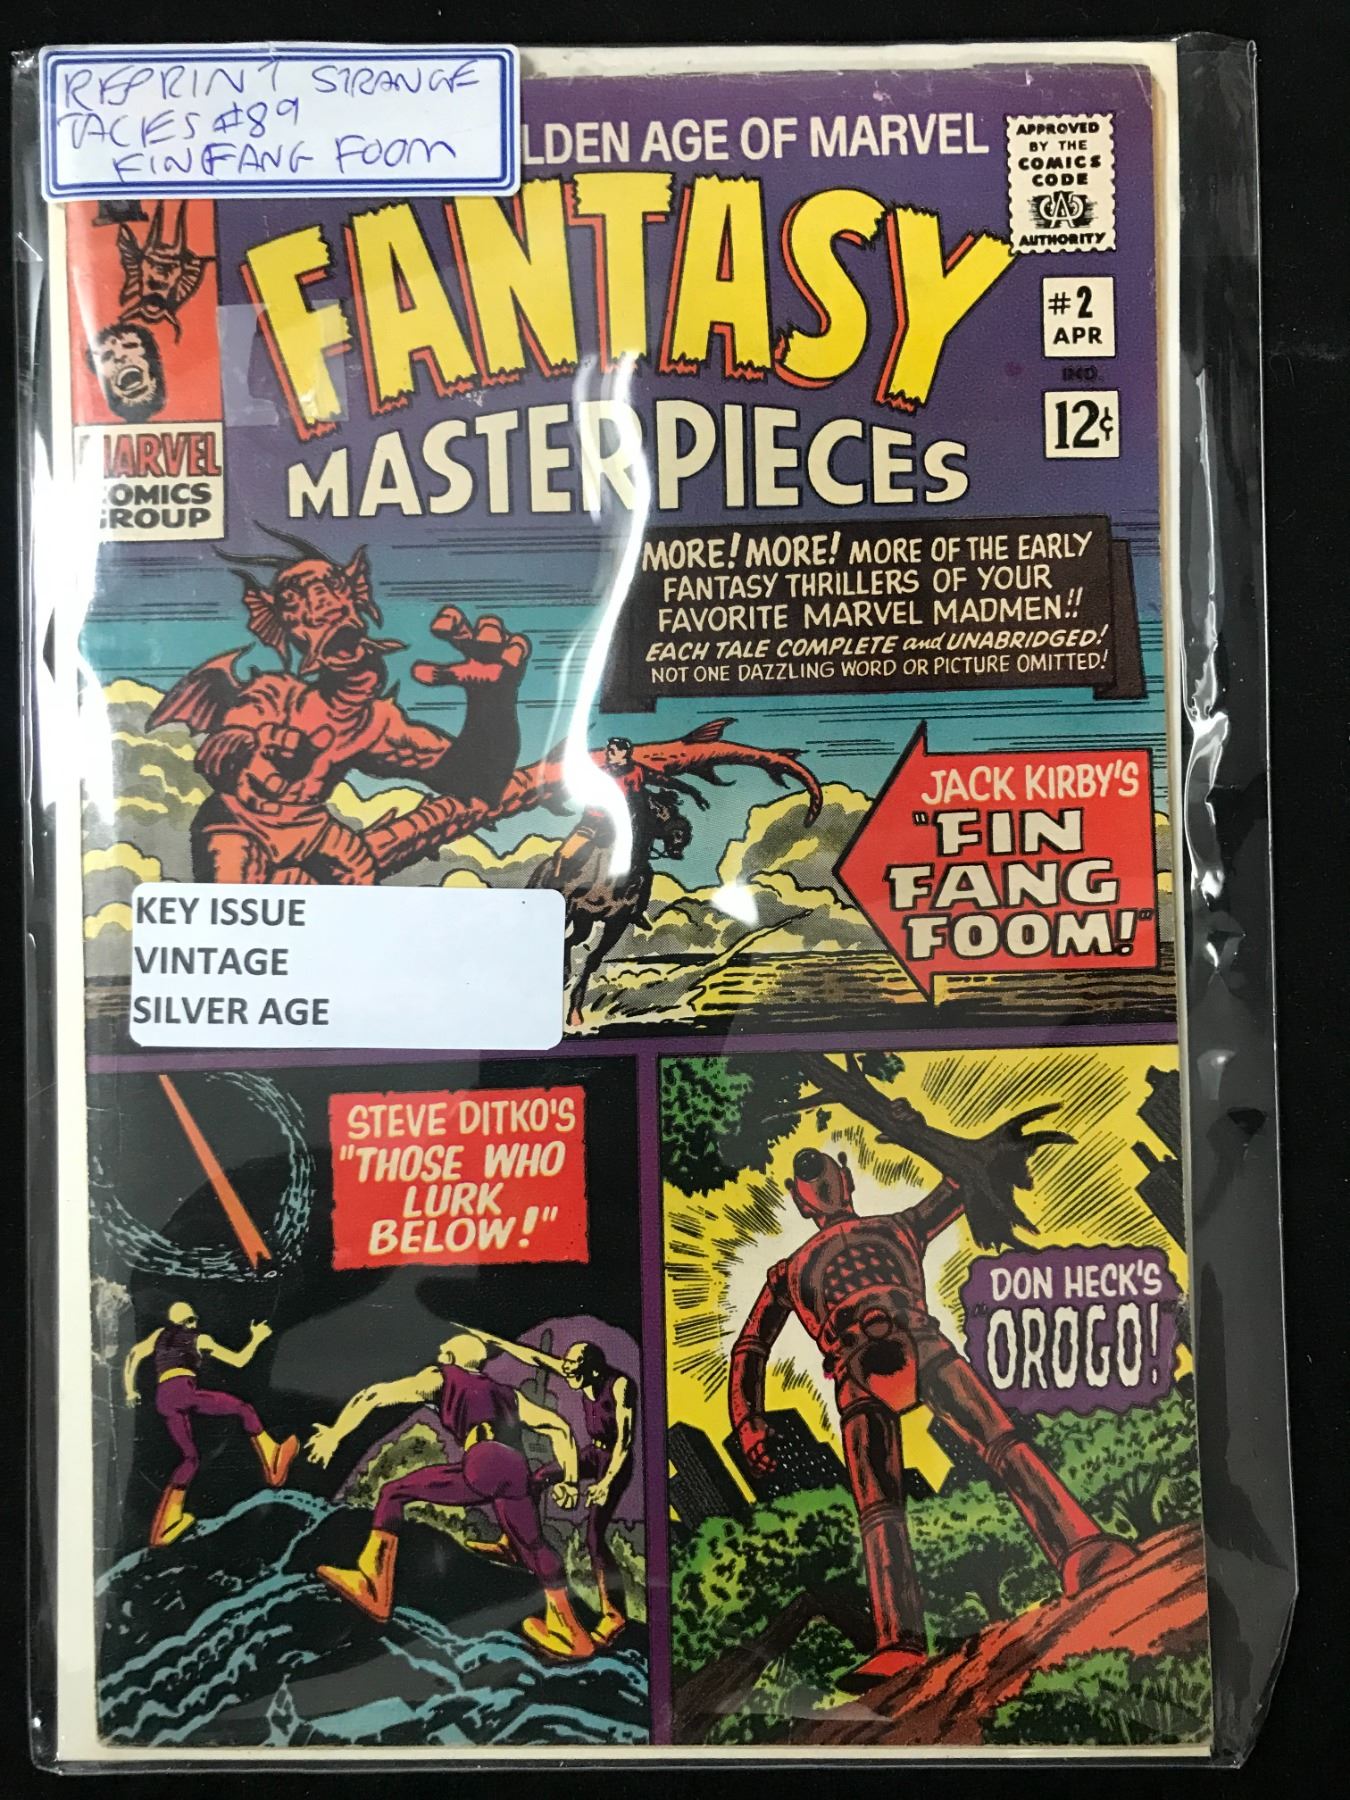 REPRINT STRANGE
TALES #89
FIN FANG FOOM
LDEN AGE OF MARVEL
FANTASY
MASTERPIECES
APPROVED
BY THE
COMICS
CODE
CA
AUTHORITY
#2
APR
IND.
12¢
MARVEL
COMICS
GROUP
MORE! MORE! MORE OF THE EARLY
FANTASY THRILLERS OF YOUR
FAVORITE MARVEL MADMEN!!
EACH TALE COMPLETE and UNABRIDGED!
NOT ONE DAZZLING WORD OR PICTURE OMITTED!
JACK KIRBY'S
"FIN
FANG
FOOM!"
KEY ISSUE
VINTAGE
SILVER AGE
STEVE DITKO'S
"THOSE WHO
LURK
BELOW!"
DON HECK'S
"OROGO!"